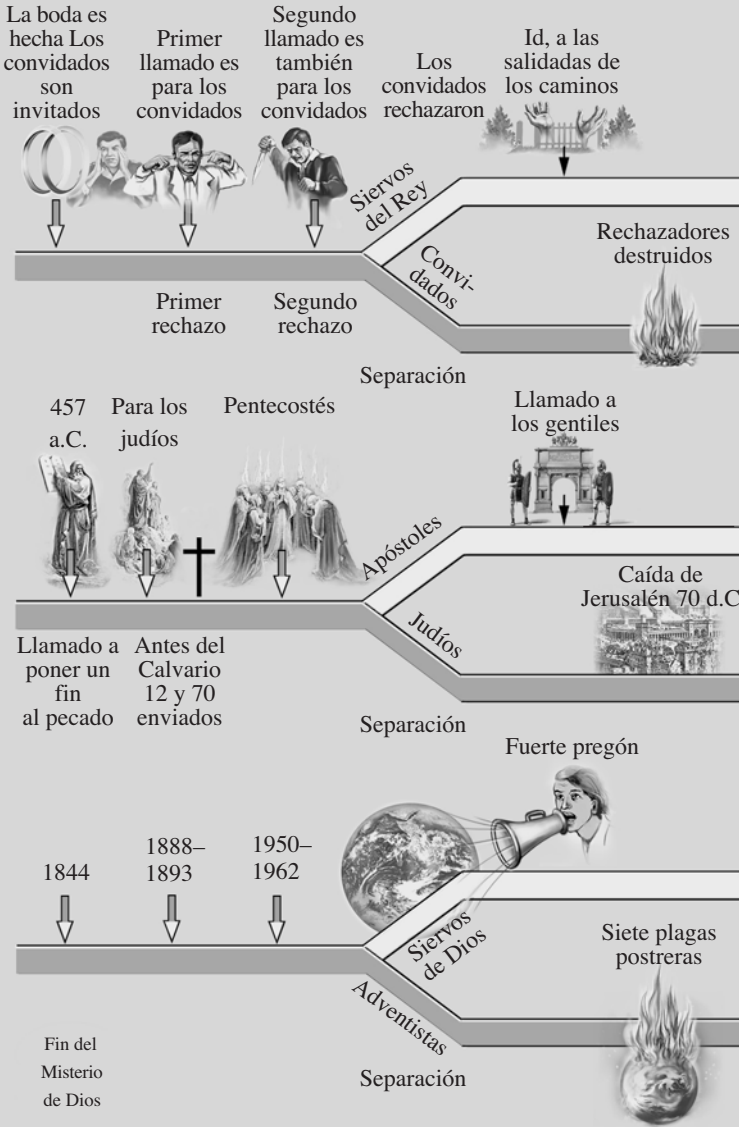 La boda es
hecha Los
convidados
son
invitados
Primer
llamado es
para los
convidados
Segundo
llamado es
también
para los
convidados
Los
convidados
rechazaron
Id, a las
salidadas de
los caminos
Siervos
del Rey
Convi-
dados
Rechazadores
destruidos
Primer
rechazo
Segundo
rechazo
Separación
457
a.C.
Para los
judíos
Pentecostés
Llamado a
los gentiles
Apóstoles
Judíos
Caída de
Jerusalén 70 d.C
Llamado a
poner un
fin
al pecado
Antes del
Calvario
12 y 70
enviados
Separación
Fuerte pregón
1844
1888–
1893
1950–
1962
Siervos
de Dios
Adventistas
Siete plagas
postreras
Fin del
Misterio
de Dios
Separación